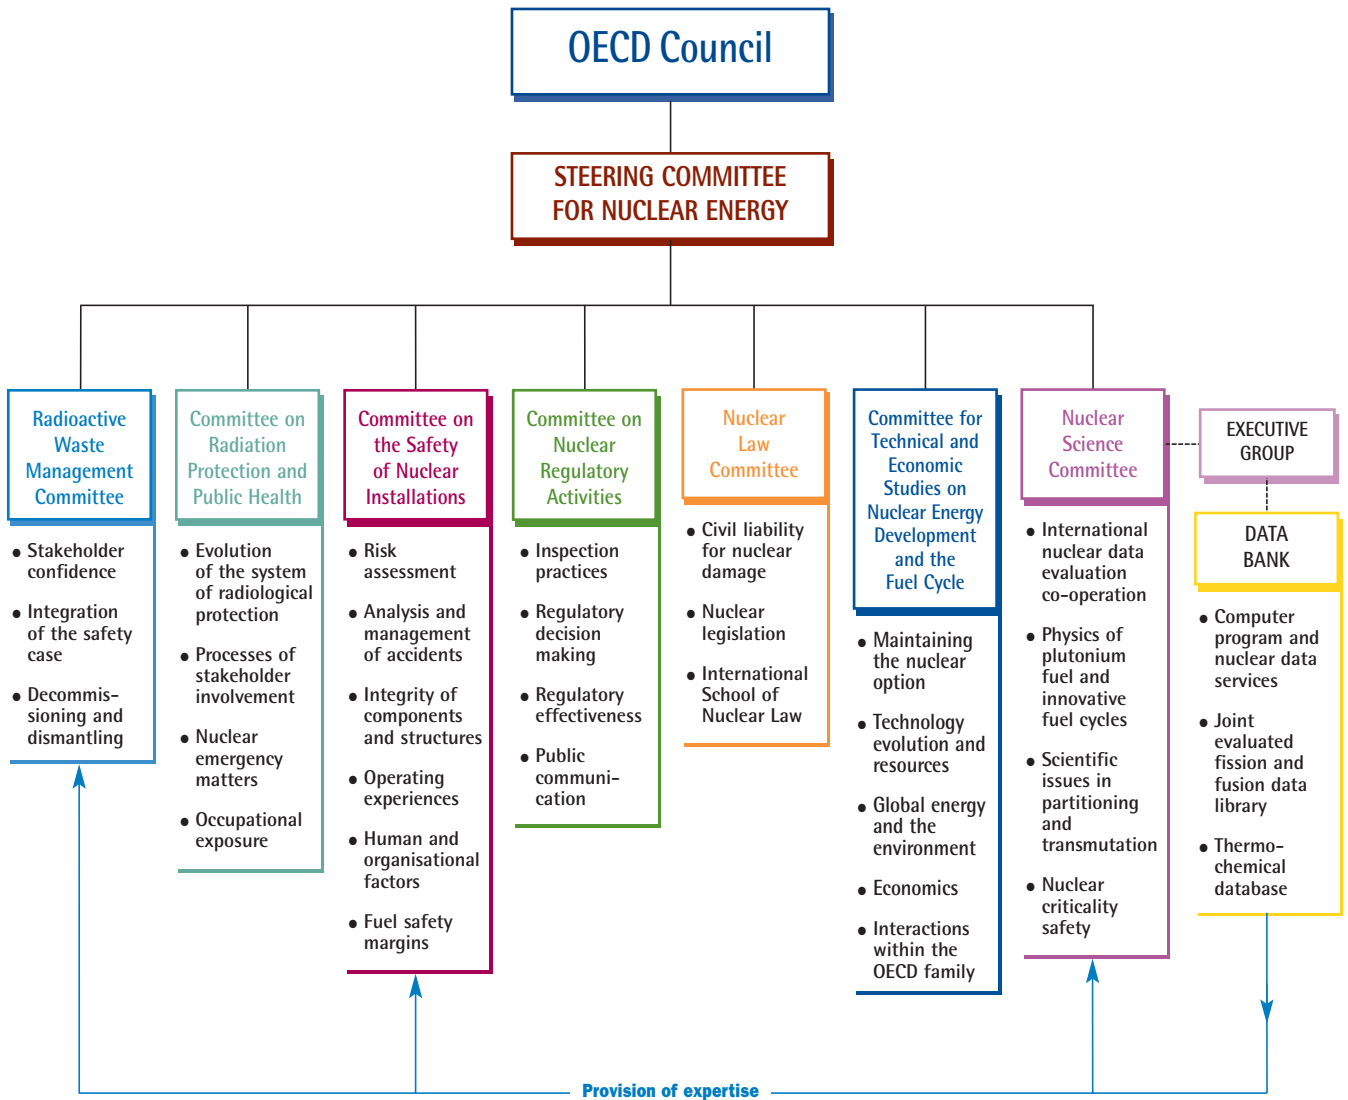 OECD Council
STEERING COMMITTEE
FOR NUCLEAR ENERGY
Radioactive
Waste
Management
Committee
• Stakeholder
confidence
• Integration
of the safety
case
• Decommis-
sioning and
dismantling
Committee on
Radiation
Protection and
Public Health
• Evolution
of the system
of radiological
protection
• Processes of
stakeholder
involvement
• Nuclear
emergency
matters
• Occupational
exposure
Committee on
the Safety
of Nuclear
Installations
• Risk
assessment
• Analysis and
management
of accidents
• Integrity of
components
and structures
• Operating
experiences
• Human and
organisational
factors
• Fuel safety
margins
Committee on
Nuclear
Regulatory
Activities
• Inspection
practices
• Regulatory
decision
making
• Regulatory
effectiveness
• Public
communi-
cation
Nuclear
Law
Committee
• Civil liability
for nuclear
damage
• Nuclear
legislation
• International
School of
Nuclear Law
Committee for
Technical and
Economic
Studies on
Nuclear Energy
Development
and the
Fuel Cycle
• Maintaining
the nuclear
option
• Technology
evolution and
resources
• Global energy
and the
environment
• Economics
• Interactions
within the
OECD family
Nuclear
Science
Committee
• International
nuclear data
evaluation
co-operation
• Physics of
plutonium
fuel and
innovative
fuel cycles
• Scientific
issues in
partitioning
and
transmutation
• Nuclear
criticality
safety
EXECUTIVE
GROUP
DATA
BANK
• Computer
program and
nuclear data
services
• Joint
evaluated
fission and
fusion data
library
• Thermo-
chemical
database
Provision of expertise